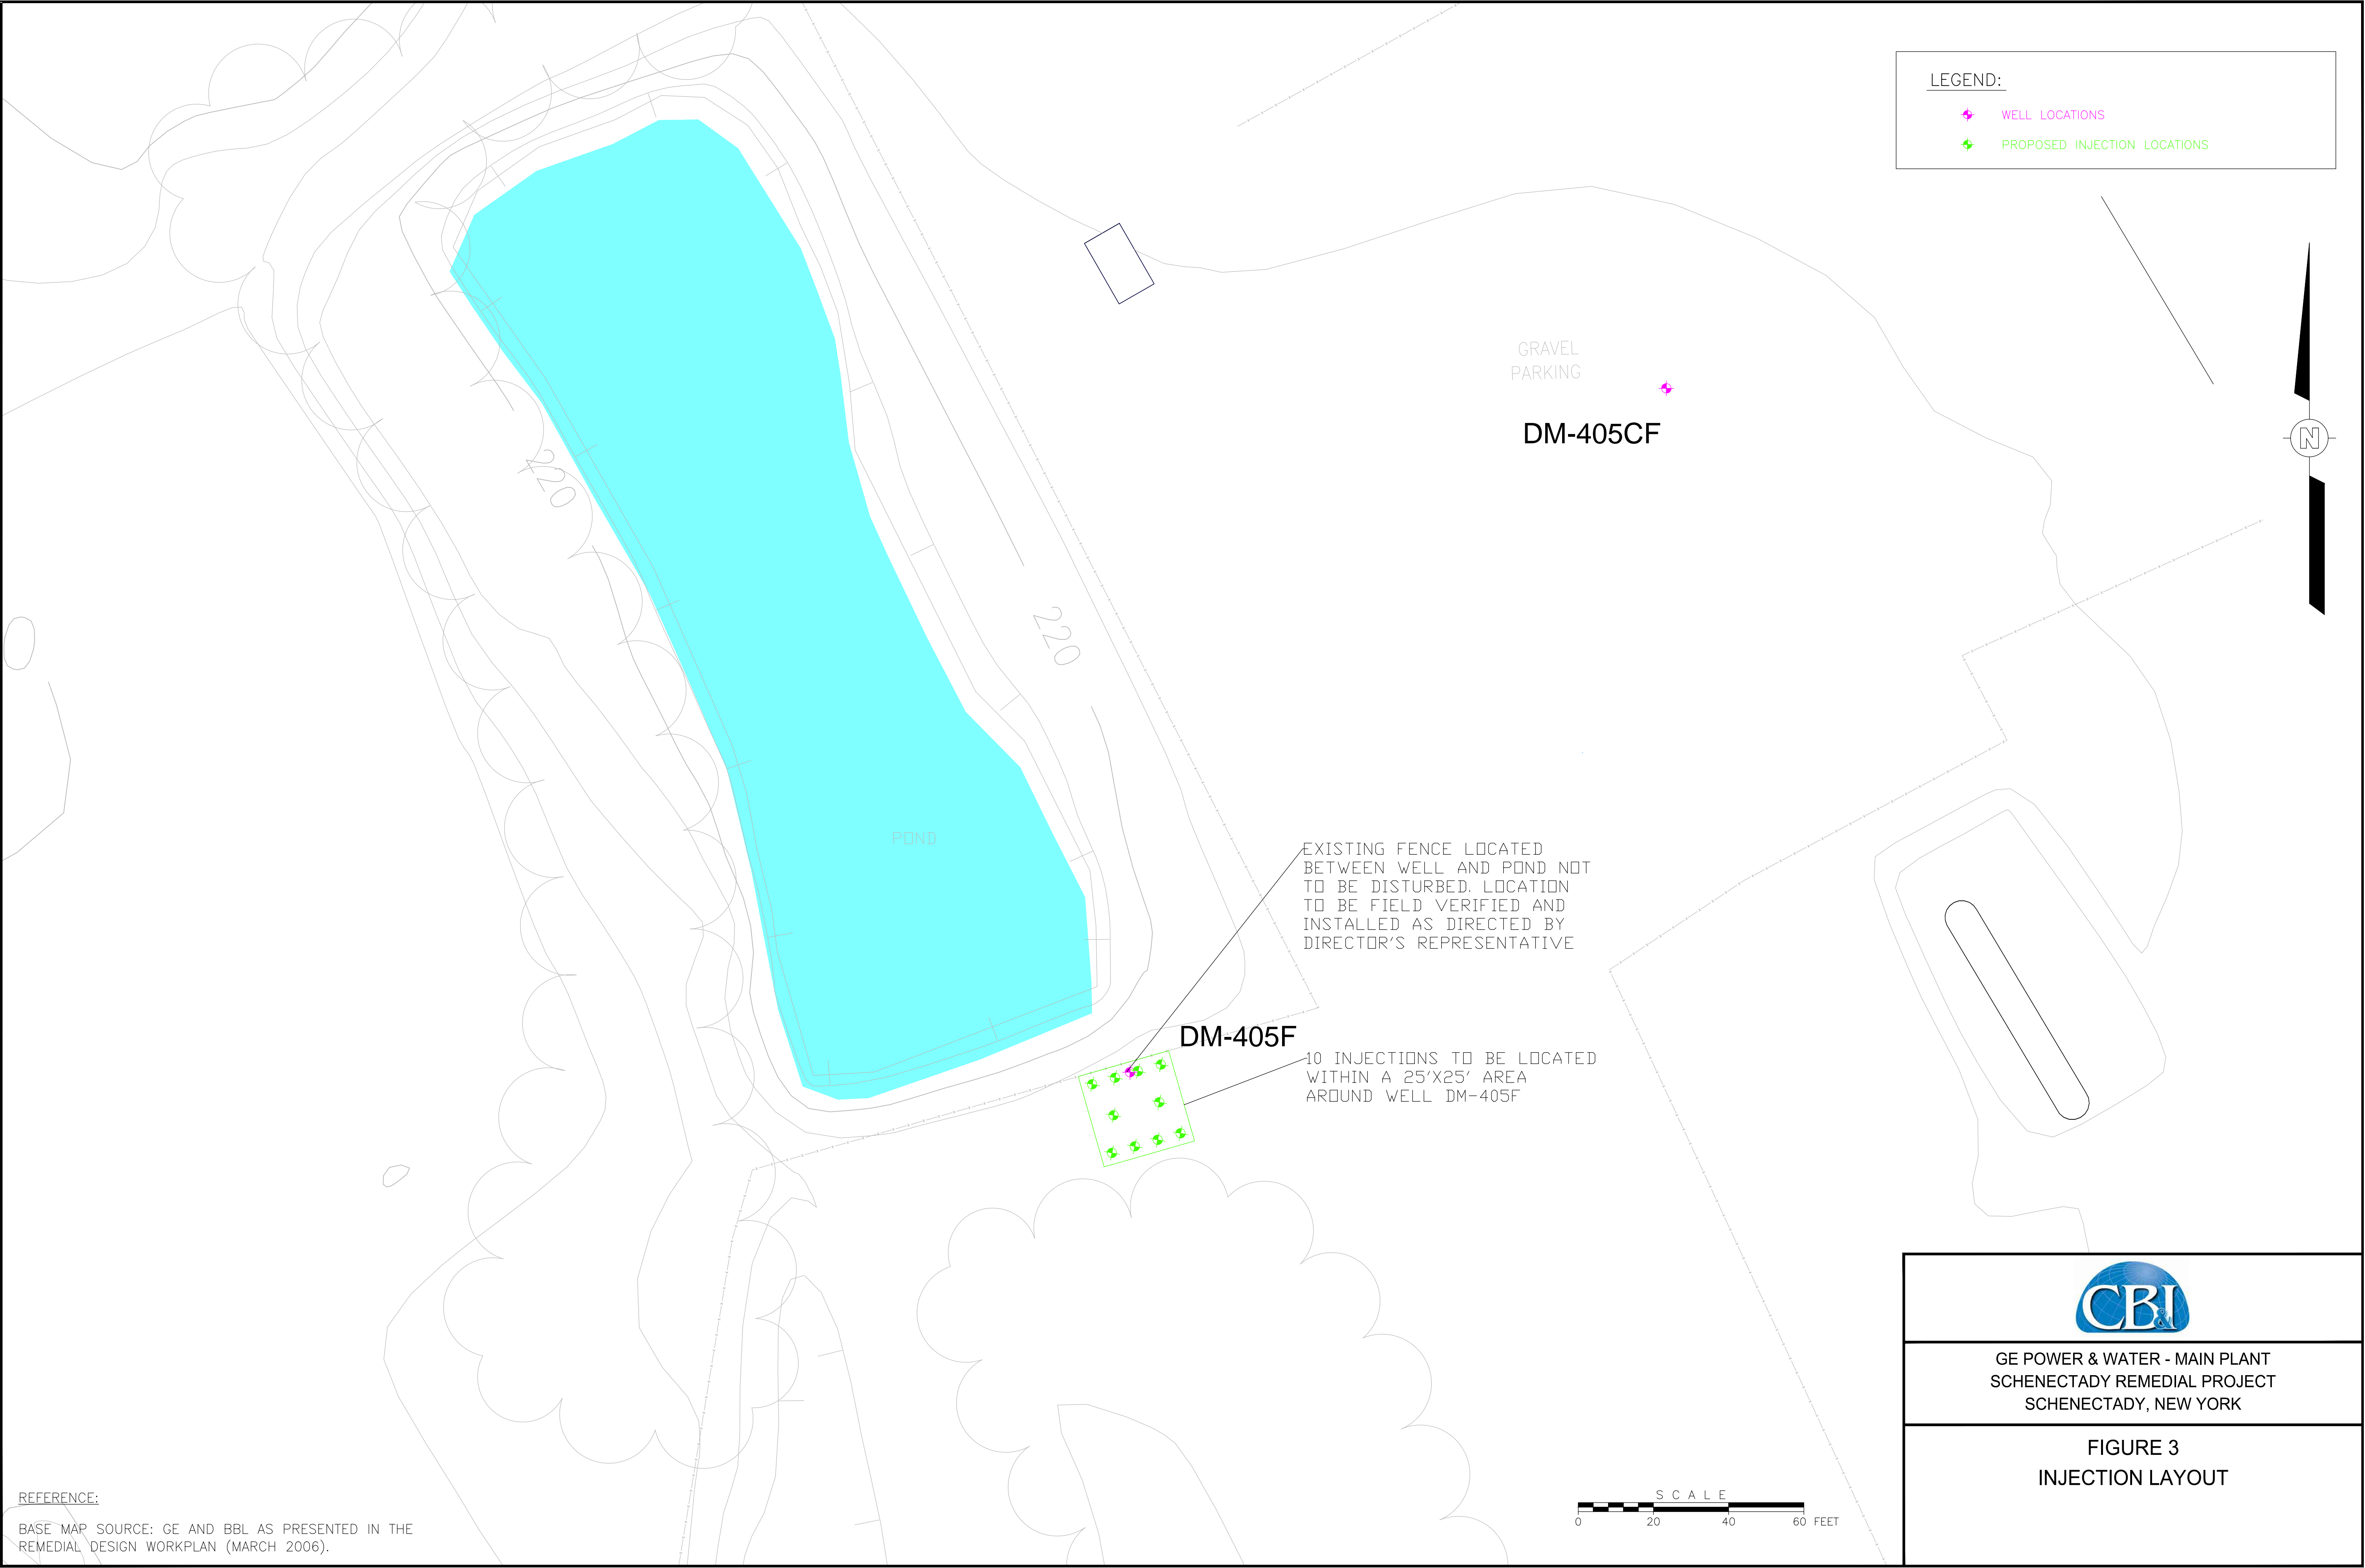 LEGEND:
WELL LOCATIONS
PROPOSED INJECTION LOCATIONS
GRAVEL
PARKING
DM-405CF
N
220
220
POND
EXISTING FENCE LOCATED
BETWEEN WELL AND POND NOT
TO BE DISTURBED. LOCATION
TO BE FIELD VERIFIED AND
INSTALLED AS DIRECTED BY
DIRECTOR'S REPRESENTATIVE
DM-405F
10 INJECTIONS TO BE LOCATED
WITHIN A 25'X25' AREA
AROUND WELL DM-405F
CB&I
GE POWER & WATER - MAIN PLANT
SCHENECTADY REMEDIAL PROJECT
SCHENECTADY, NEW YORK
FIGURE 3
INJECTION LAYOUT
SCALE
0 20 40 60 FEET
REFERENCE:
BASE MAP SOURCE: GE AND BBL AS PRESENTED IN THE
REMEDIAL DESIGN WORKPLAN (MARCH 2006).